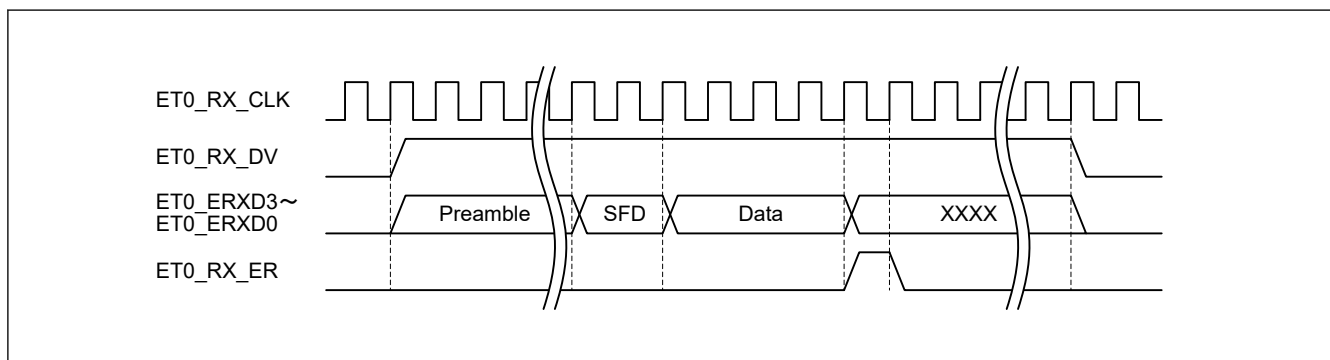 ET0_RX_CLK
ET0_RX_DV
ET0_ERXD3～
ET0_ERXD0
Preamble SFD Data XXXX
ET0_RX_ER